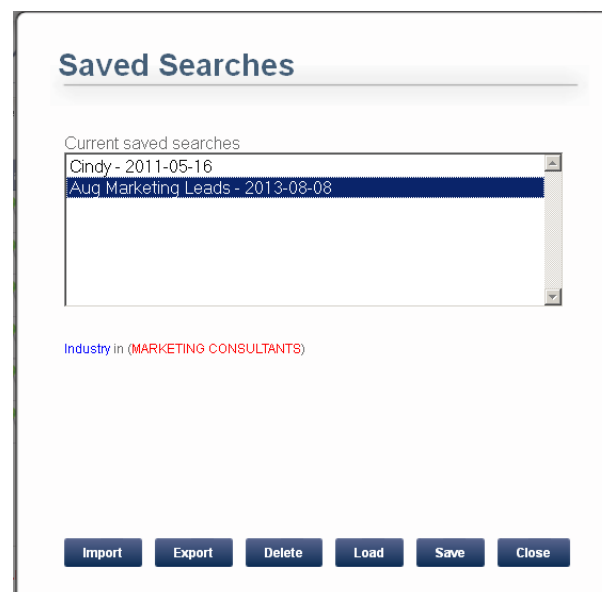 Saved Searches
Current saved searches
Cindy - 2011-05-16
Aug Marketing Leads - 2013-08-08
Industry in (MARKETING CONSULTANTS)
Import Export Delete Load Save Close